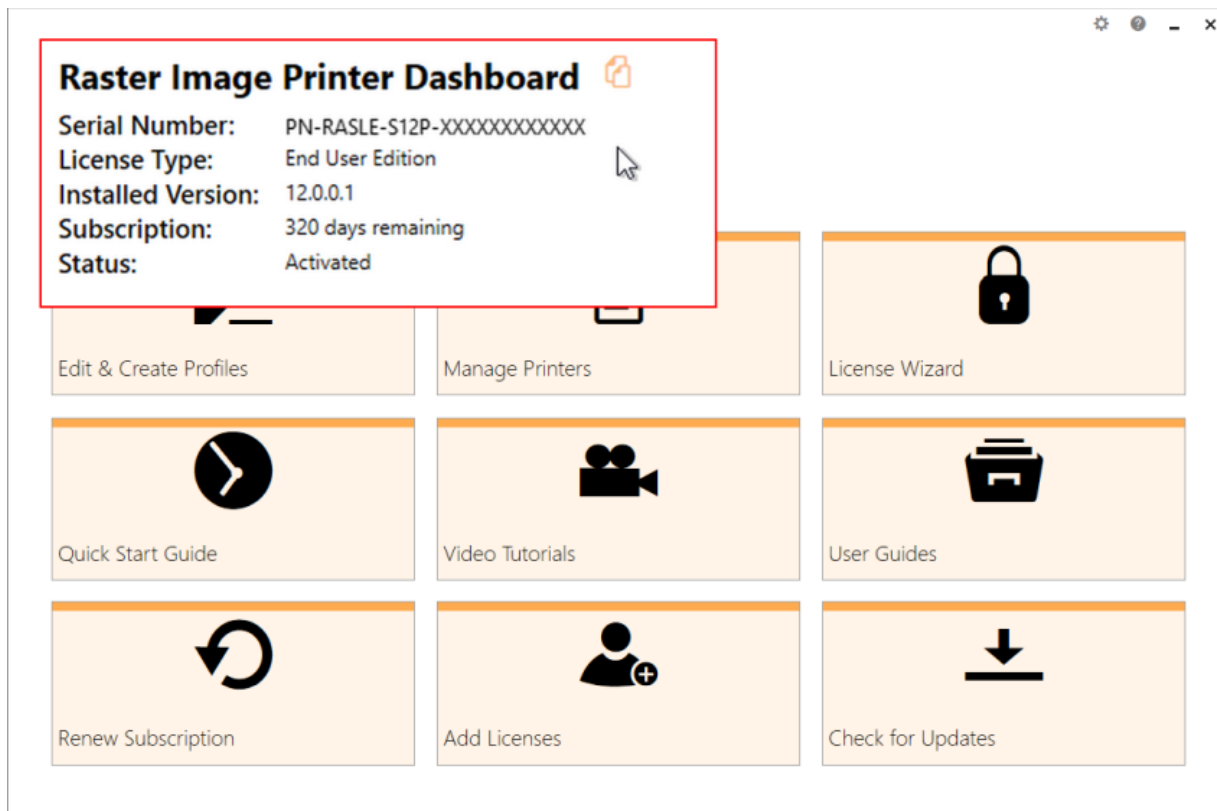 Raster Image Printer Dashboard
Serial Number: PN-RASLE-S12P-XXXXXXXXXXXX
License Type: End User Edition
Installed Version: 12.0.0.1
Subscription: 320 days remaining
Status: Activated
Edit & Create Profiles
Manage Printers
License Wizard
Quick Start Guide
Video Tutorials
User Guides
Renew Subscription
Add Licenses
Check for Updates